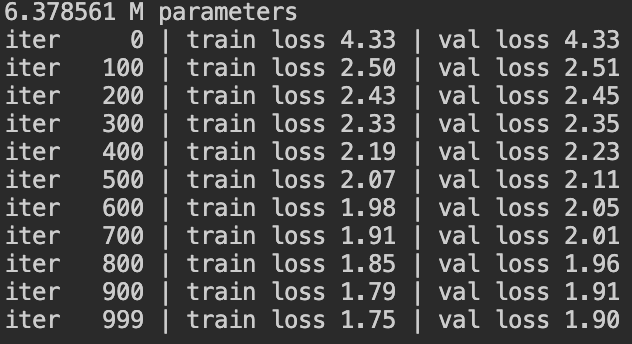 6.378561 M parameters
iter     0 | train loss 4.33 | val loss 4.33
iter   100 | train loss 2.50 | val loss 2.51
iter   200 | train loss 2.43 | val loss 2.45
iter   300 | train loss 2.33 | val loss 2.35
iter   400 | train loss 2.19 | val loss 2.23
iter   500 | train loss 2.07 | val loss 2.11
iter   600 | train loss 1.98 | val loss 2.05
iter   700 | train loss 1.91 | val loss 2.01
iter   800 | train loss 1.85 | val loss 1.96
iter   900 | train loss 1.79 | val loss 1.91
iter   999 | train loss 1.75 | val loss 1.90